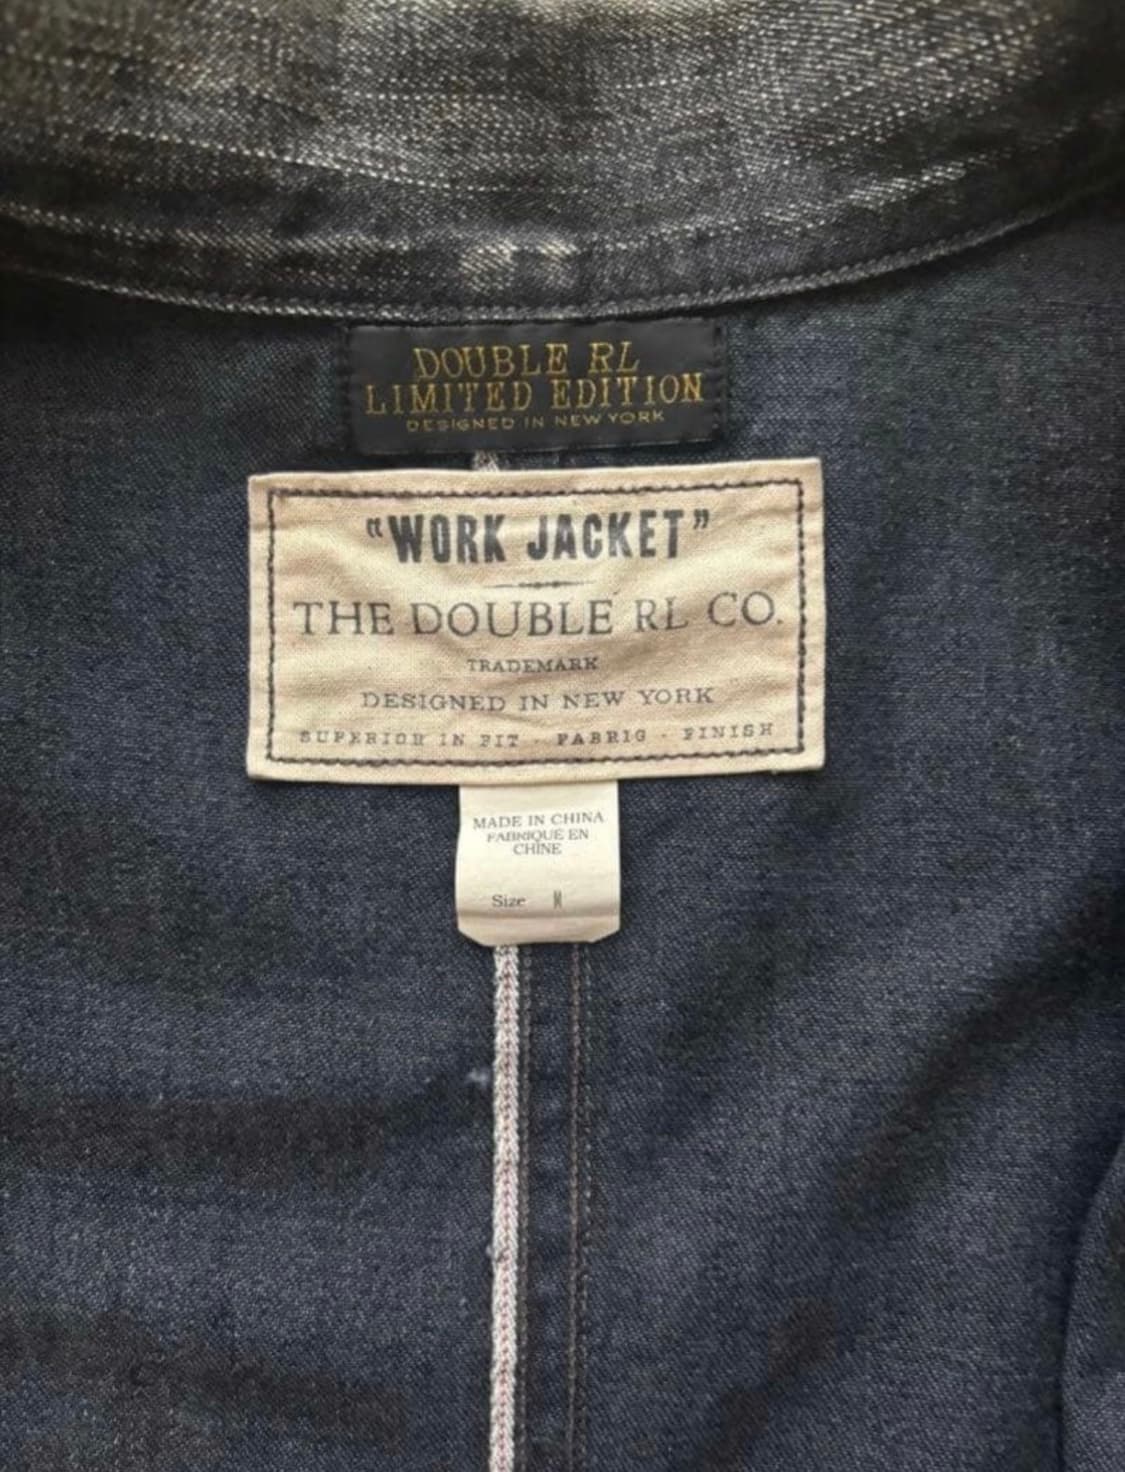 DOUBLE RL
LIMITED EDITION
DESIGNED IN NEW YORK
"WORK JACKET"
THE DOUBLE RL CO.
TRADEMARK
DESIGNED IN NEW YORK
SUPERIOR IN FIT - FABRIC - FINISH
MADE IN CHINA
FABRIQUÉ EN
CHINE
Size M